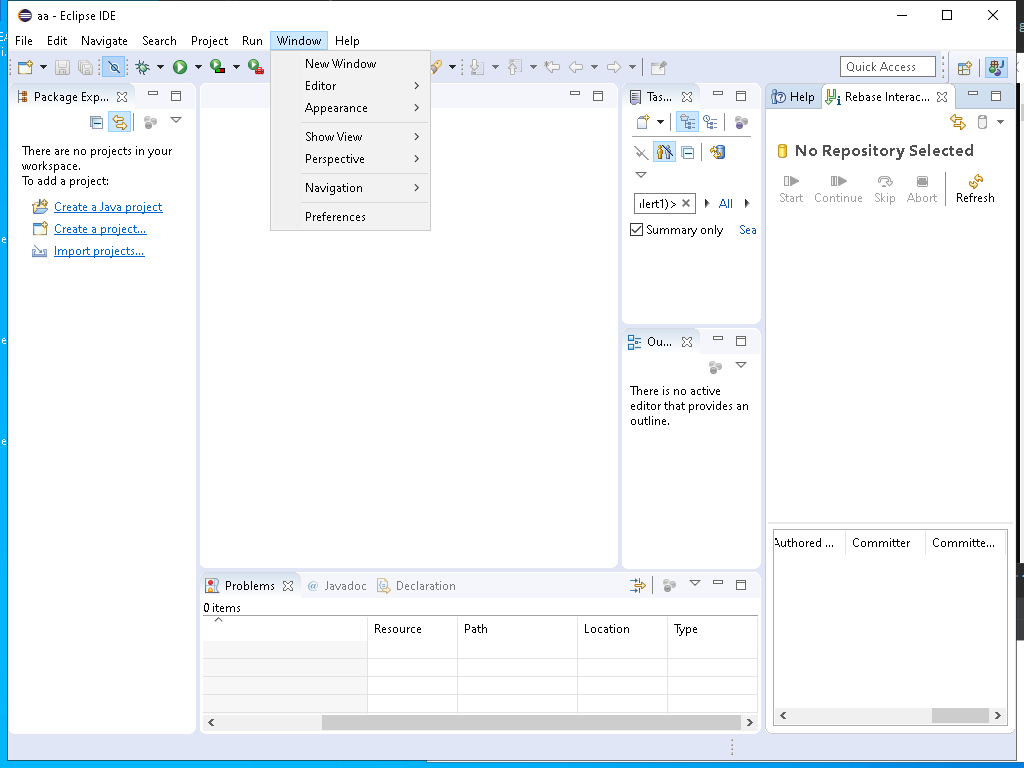 aa - Eclipse IDE
File Edit Navigate Search Project Run Window Help
Quick Access
New Window
Editor
Appearance
Show View
Perspective
Navigation
Preferences
Package Exp...
There are no projects in your
workspace.
To add a project:
Create a Java project
Create a project...
Import projects...
Tas...
ilert1)>
All
Summary only
Sea
Ou...
There is no active
editor that provides an
outline.
Help
Rebase Interac...
No Repository Selected
Start Continue Skip Abort Refresh
Authored ... Committer Committe...
Problems Javadoc Declaration
0 items
Resource Path Location Type